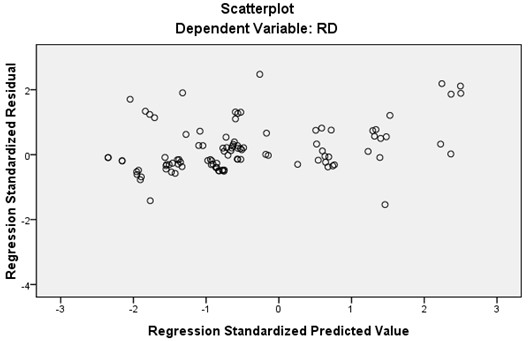 Scatterplot
Dependent Variable: RD
Regression Standardized Residual
2
0
-2
-4
-3
-2
-1
0
1
2
3
Regression Standardized Predicted Value